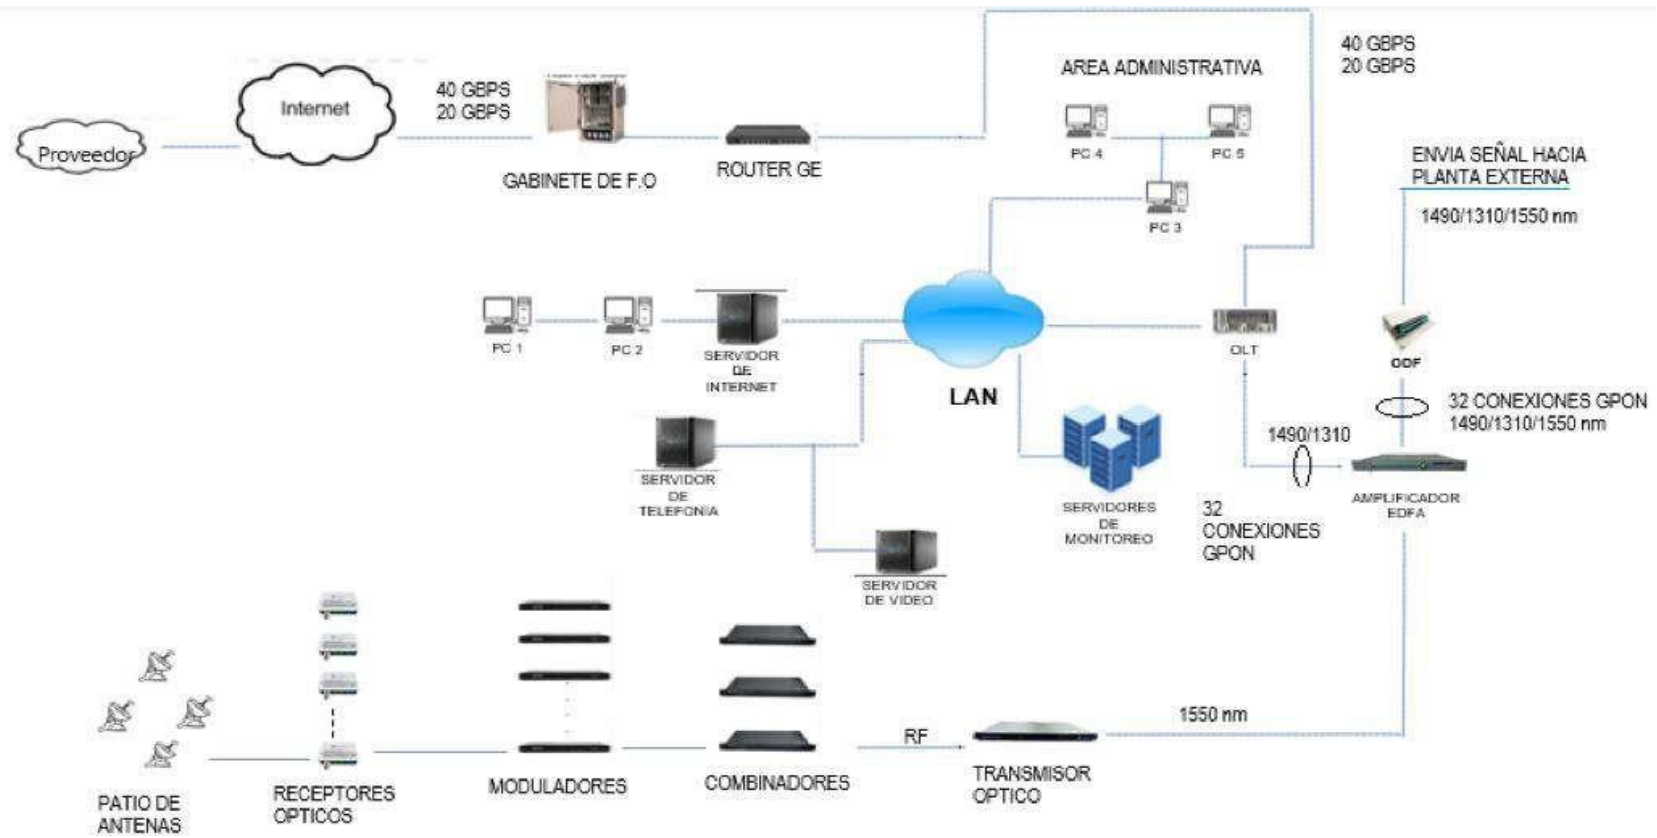 Proveedor
Internet
40 GBPS
20 GBPS
GABINETE DE F.O
ROUTER GE
AREA ADMINISTRATIVA
PC 4
PC 5
PC 3
40 GBPS
20 GBPS
ENVIA SEÑAL HACIA
PLANTA EXTERNA
1490/1310/1550 nm
PC 1
PC 2
SERVIDOR
DE
INTERNET
LAN
OLT
ODF
32 CONEXIONES GPON
1490/1310/1550 nm
1490/1310
AMPLIFICADOR
EDFA
32
CONEXIONES
GPON
SERVIDOR
DE
TELEFONIA
SERVIDORES
DE
MONITOREO
SERVIDOR
DE VIDEO
PATIO DE
ANTENAS
RECEPTORES
OPTICOS
MODULADORES
COMBINADORES
RF
TRANSMISOR
OPTICO
1550 nm